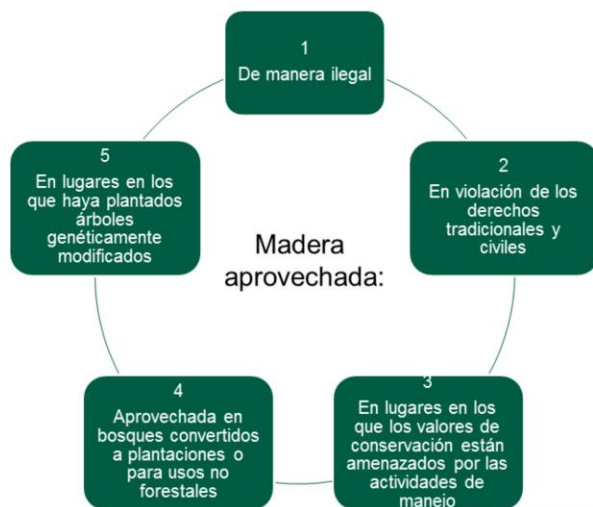 1
De manera ilegal
2
En violación de los
derechos
tradicionales y
civiles
3
En lugares en los
que los valores de
conservación están
amenazados por las
actividades de
manejo
4
Aprovechada en
bosques convertidos
a plantaciones o
para usos no
forestales
5
En lugares en los
que haya plantados
árboles
genéticamente
modificados
Madera
aprovechada: